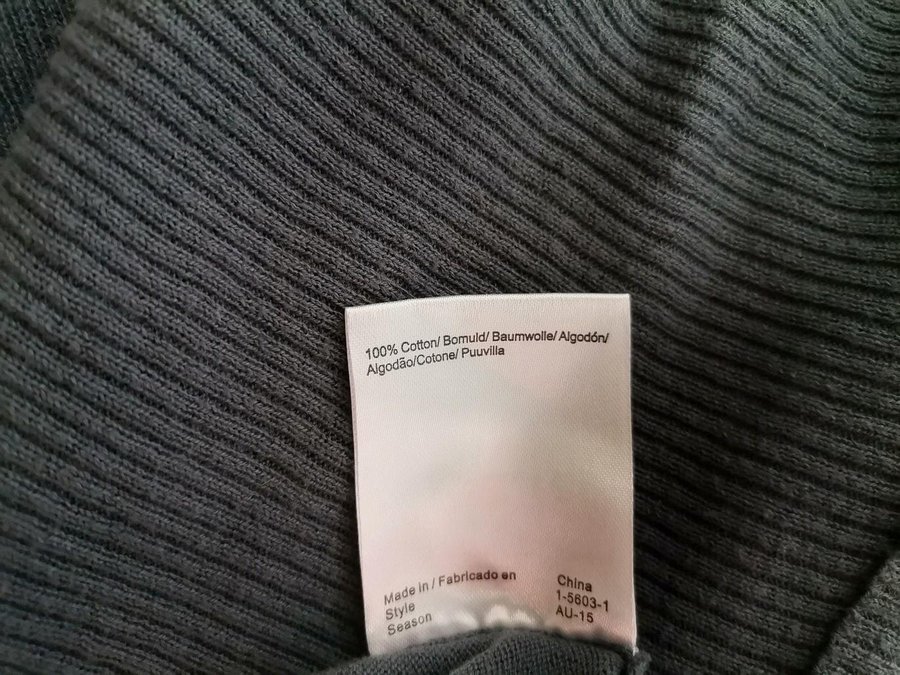 100% Cotton/ Bomuld/ Baumwolle/ Algodón/
Algodão/Cotone/ Puuvilla
Made in / Fabricado en China
Style 1-5603-1
Season AU-15